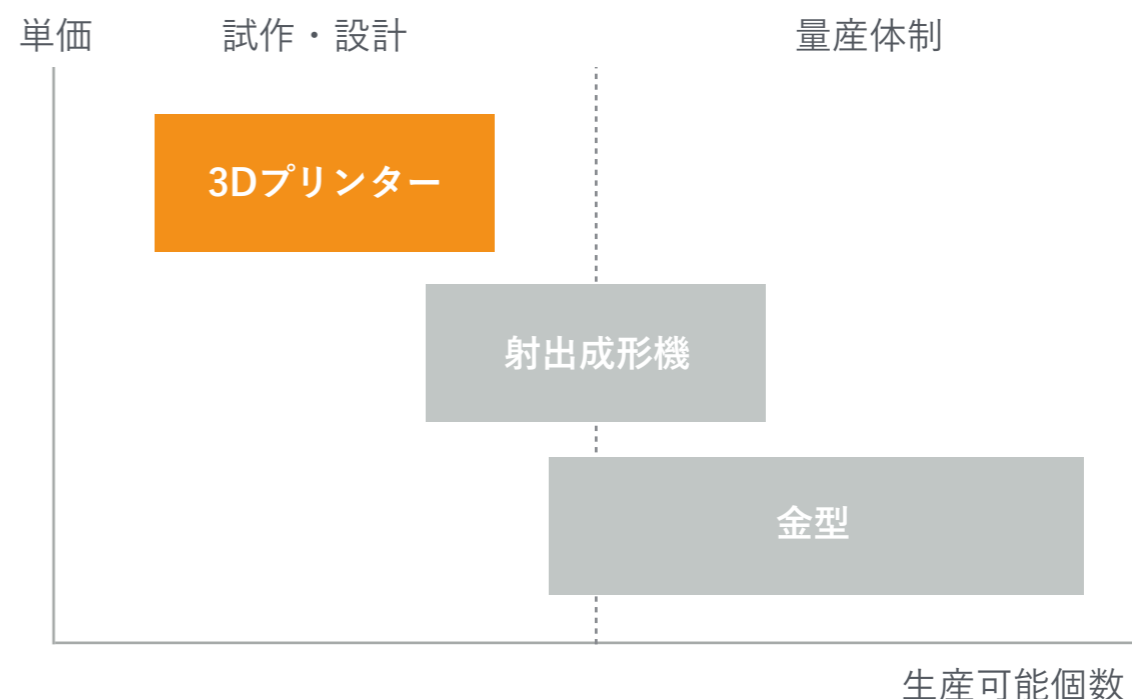 単価
試作・設計
量産体制
3Dプリンター
射出成形機
金型
生産可能個数